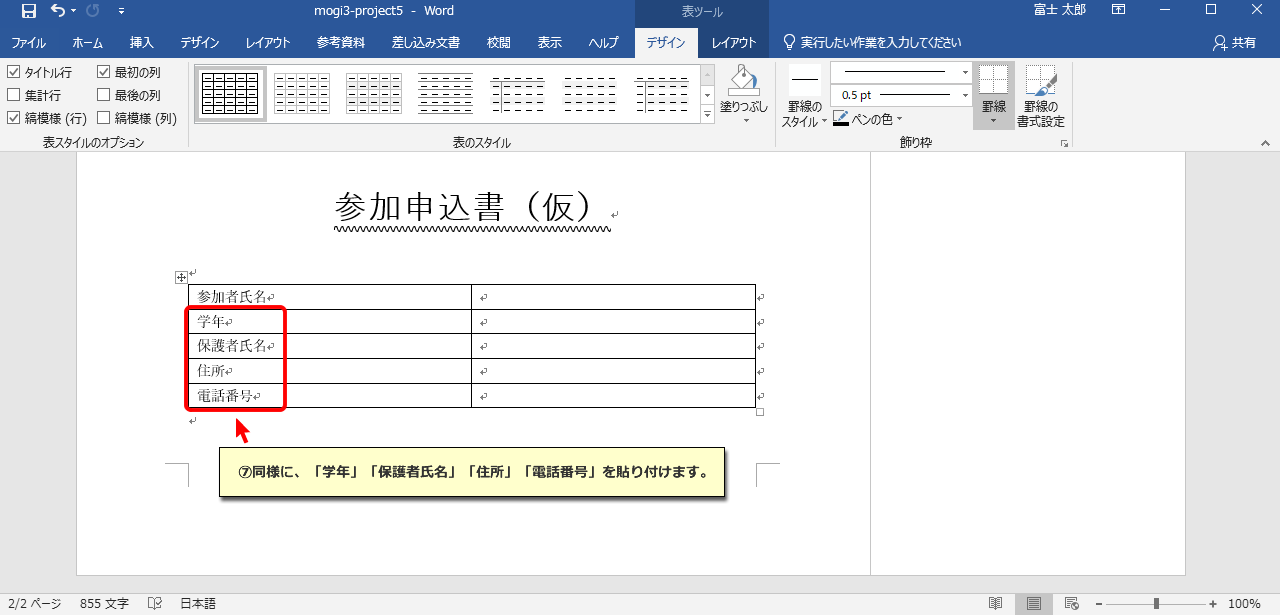 mogi3-project5 - Word
表ツール
富士 太郎
ファイル ホーム 挿入 デザイン レイアウト 参考資料 差し込み文書 校閲 表示 ヘルプ デザイン レイアウト 実行したい作業を入力してください 共有
タイトル行 最初の列
集計行 最後の列
縞模様 (行) 縞模様 (列)
表スタイルのオプション
表のスタイル
塗りつぶし
罫線の
スタイル
0.5 pt
ペンの色
罫線
罫線の
書式設定
飾り枠
参加申込書（仮）
参加者氏名
学年
保護者氏名
住所
電話番号
⑦同様に、「学年」「保護者氏名」「住所」「電話番号」を貼り付けます。
2/2 ページ 855 文字 日本語 100%